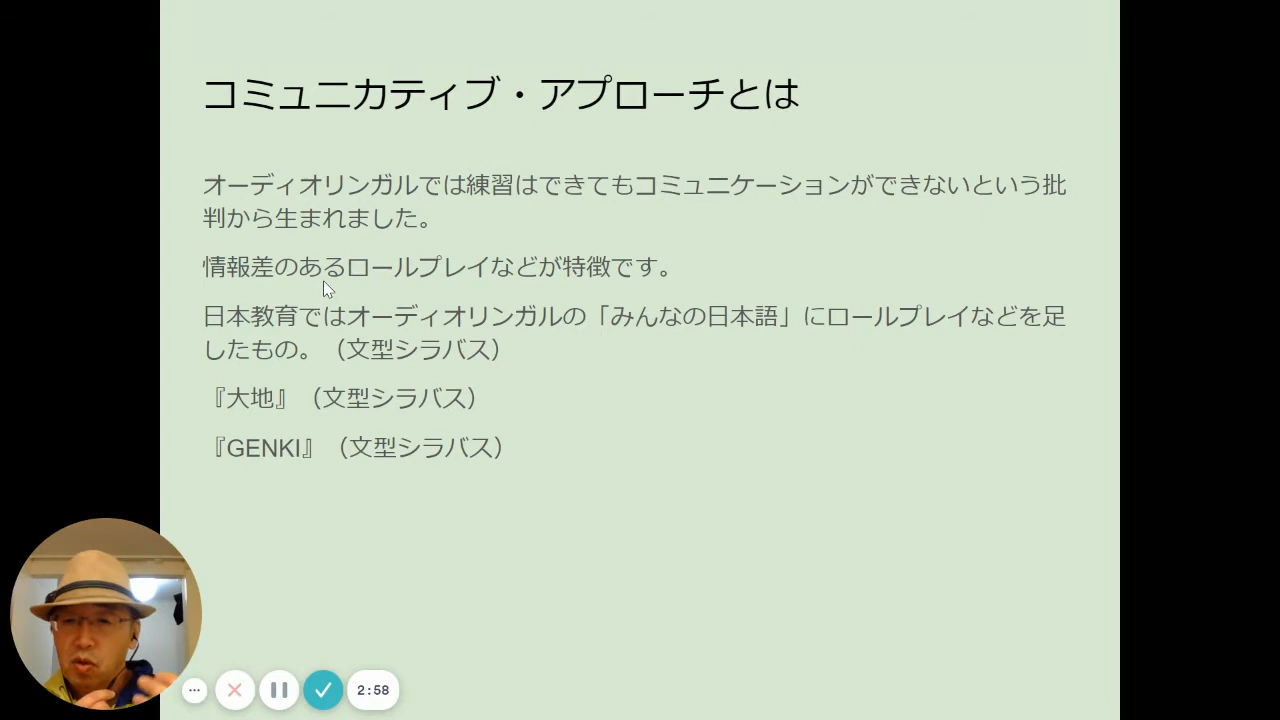 コミュニカティブ・アプローチとは
オーディオリンガルでは練習はできてもコミュニケーションができないという批
判から生まれました。
情報差のあるロールプレイなどが特徴です。
日本教育ではオーディオリンガルの「みんなの日本語」にロールプレイなどを足
したもの。（文型シラバス）
『大地』（文型シラバス）
『GENKI』（文型シラバス）
2:58